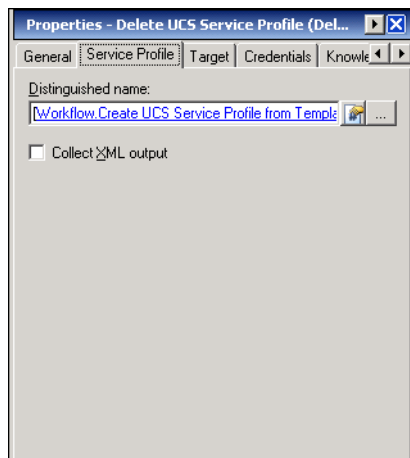 Properties - Delete UCS Service Profile (Del...
General Service Profile Target Credentials Knowle
Distinguished name:
[Workflow.Create UCS Service Profile from Templa ...
Collect XML output